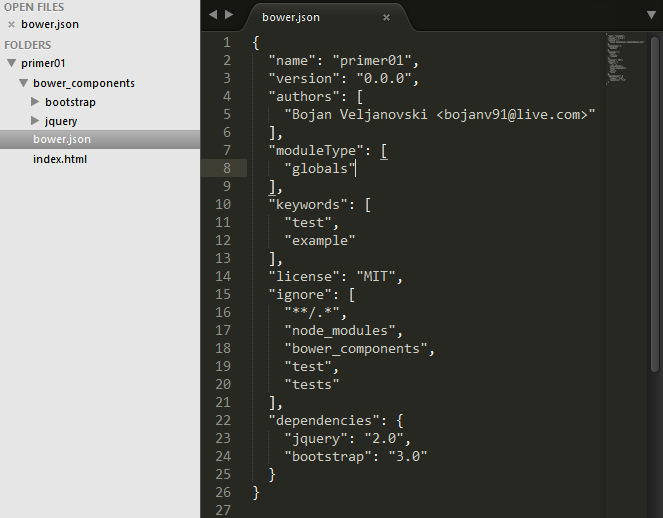 OPEN FILES
× bower.json
FOLDERS
primer01
bower_components
bootstrap
jquery
bower.json
index.html
bower.json ×
1 {
2   "name": "primer01",
3   "version": "0.0.0",
4   "authors": [
5     "Bojan Veljanovski <bojanv91@live.com>"
6   ],
7   "moduleType": [
8     "globals"
9   ],
10   "keywords": [
11     "test",
12     "example"
13   ],
14   "license": "MIT",
15   "ignore": [
16     "**/.*",
17     "node_modules",
18     "bower_components",
19     "test",
20     "tests"
21   ],
22   "dependencies": {
23     "jquery": "2.0",
24     "bootstrap": "3.0"
25   }
26 }
27